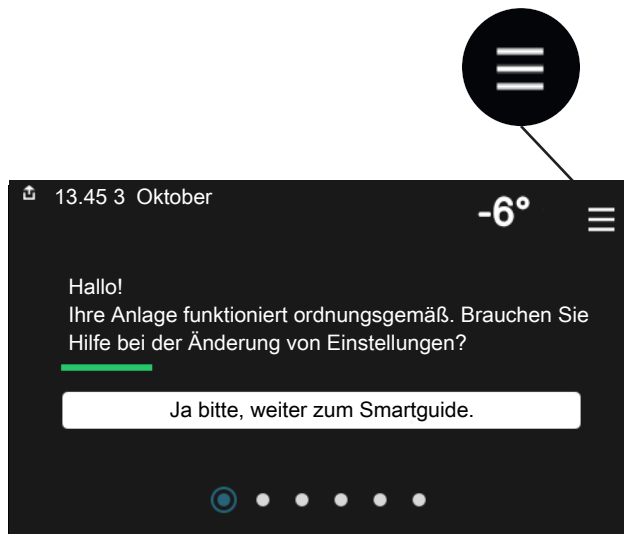 13.45 3 Oktober
-6°
Hallo!
Ihre Anlage funktioniert ordnungsgemäß. Brauchen Sie
Hilfe bei der Änderung von Einstellungen?
Ja bitte, weiter zum Smartguide.